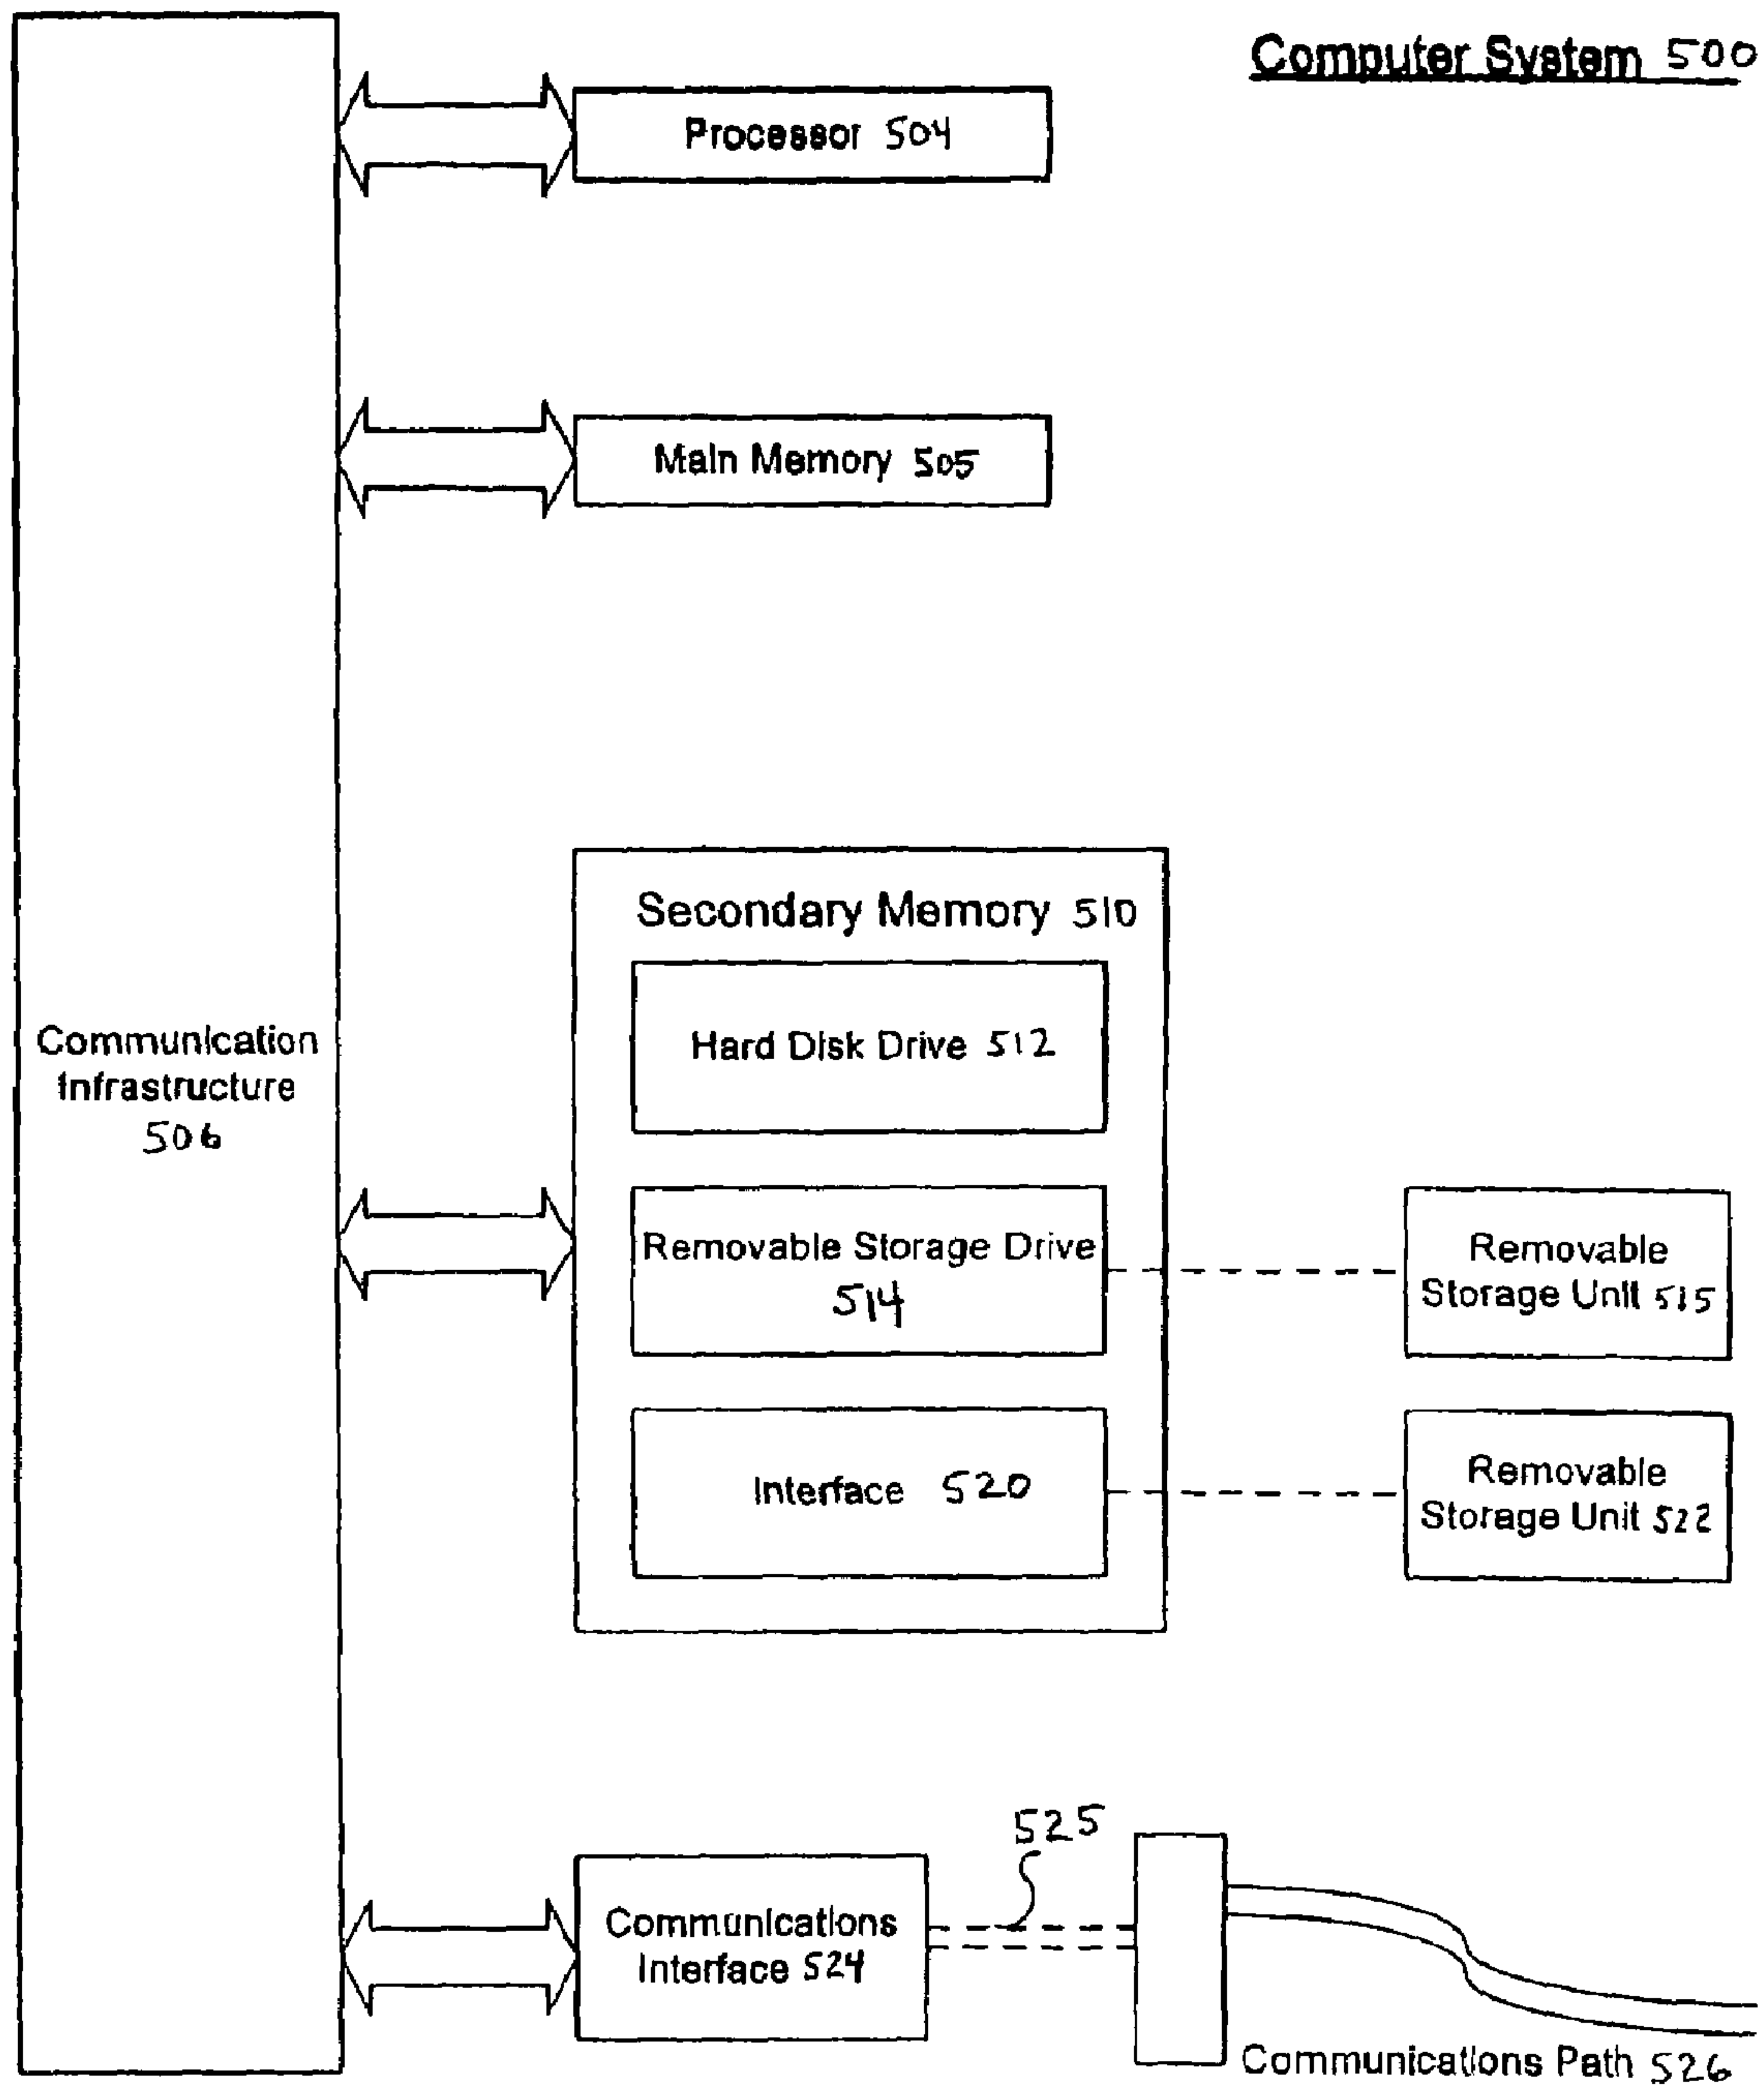 Computer System 500
Processor 504
Main Memory 505
Secondary Memory 510
Hard Disk Drive 512
Communication
Infrastructure
506
Removable Storage Drive
514
Removable
Storage Unit 515
Interface 520
Removable
Storage Unit 522
525
Communications
Interface 524
Communications Path 526